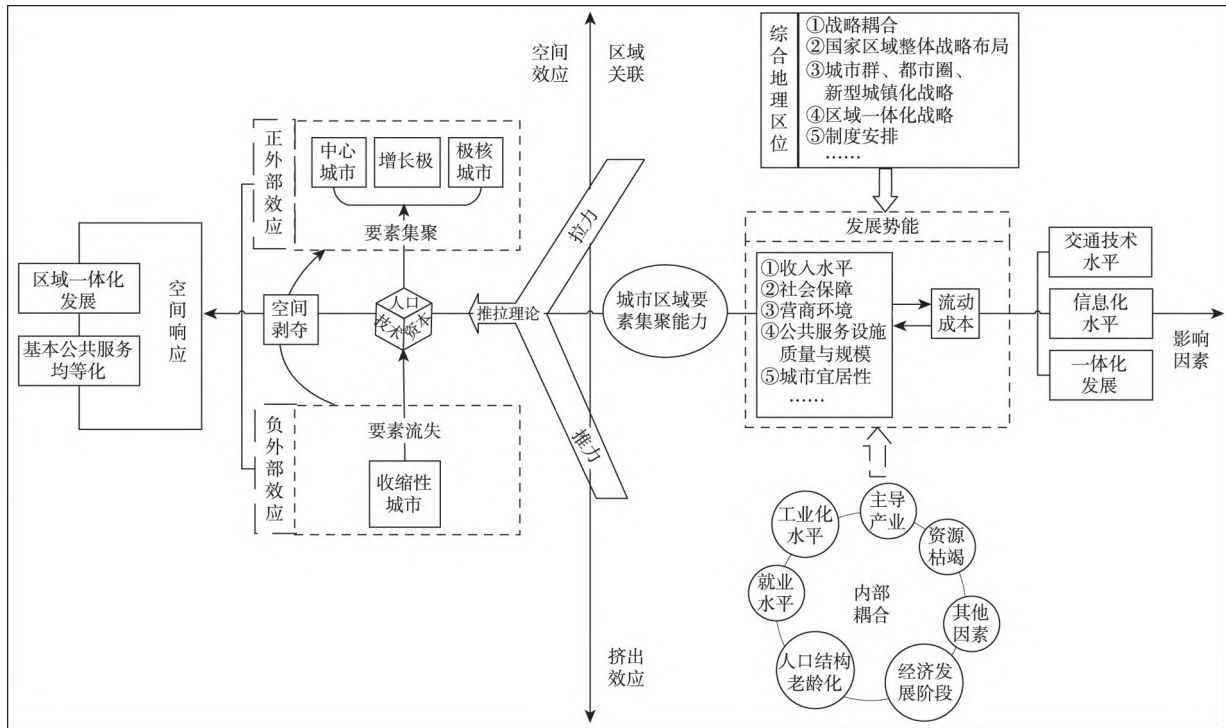 空间
效应
区域
关联
综合地理区位
①战略耦合
②国家区域整体战略布局
③城市群、都市圈、
新型城镇化战略
④区域一体化战略
⑤制度安排
……
正外部效应
中心
城市
增长极
极核
城市
要素集聚
拉力
发展势能
①收入水平
②社会保障
③营商环境
④公共服务设施
质量与规模
⑤城市宜居性
……
流动
成本
交通技术
水平
信息化
水平
一体化
发展
影响
因素
区域一体化
发展
基本公共服务
均等化
空间响应
空间
剥夺
人口
技术
资本
推拉理论
城市区域要
素集聚能力
推力
负外部效应
要素流失
收缩性
城市
挤出
效应
主导
产业
工业化
水平
资源
枯竭
就业
水平
内部
耦合
其他
因素
人口结构
老龄化
经济发
展阶段